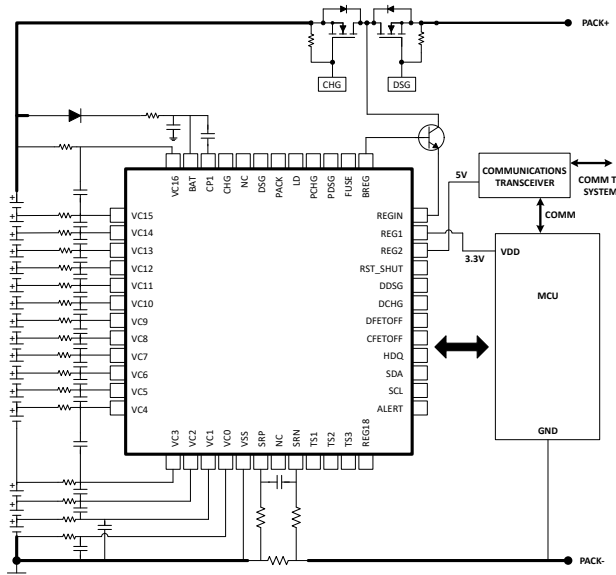 PACK+
CHG
DSG
VC16
BAT
CP1
CHG
NC
DSG
PACK
LD
PCHG
PDSG
FUSE
BREG
COMMUNICATIONS
TRANSCEIVER
5V
COMM T
SYSTEM
COMM
VC15
VC14
VC13
VC12
VC11
VC10
VC9
VC8
VC7
VC6
VC5
VC4
REGIN
REG1
REG2
RST_SHUT
DDSG
DCHG
DFETOFF
CFETOFF
HDQ
SDA
SCL
ALERT
3.3V
VDD
MCU
GND
VC3
VC2
VC1
VC0
VSS
SRP
NC
SRN
TS1
TS2
TS3
REG18
PACK-